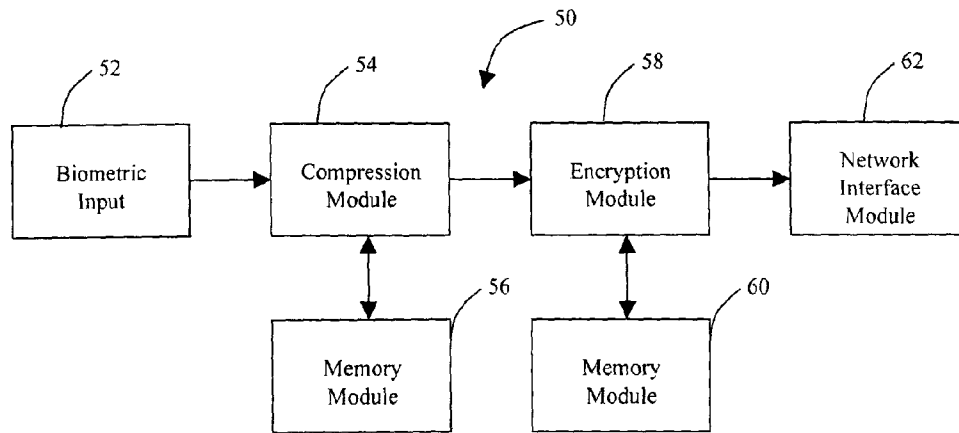 50
52
54
58
62
Biometric
Input
Compression
Module
Encryption
Module
Network
Interface
Module
56
60
Memory
Module
Memory
Module